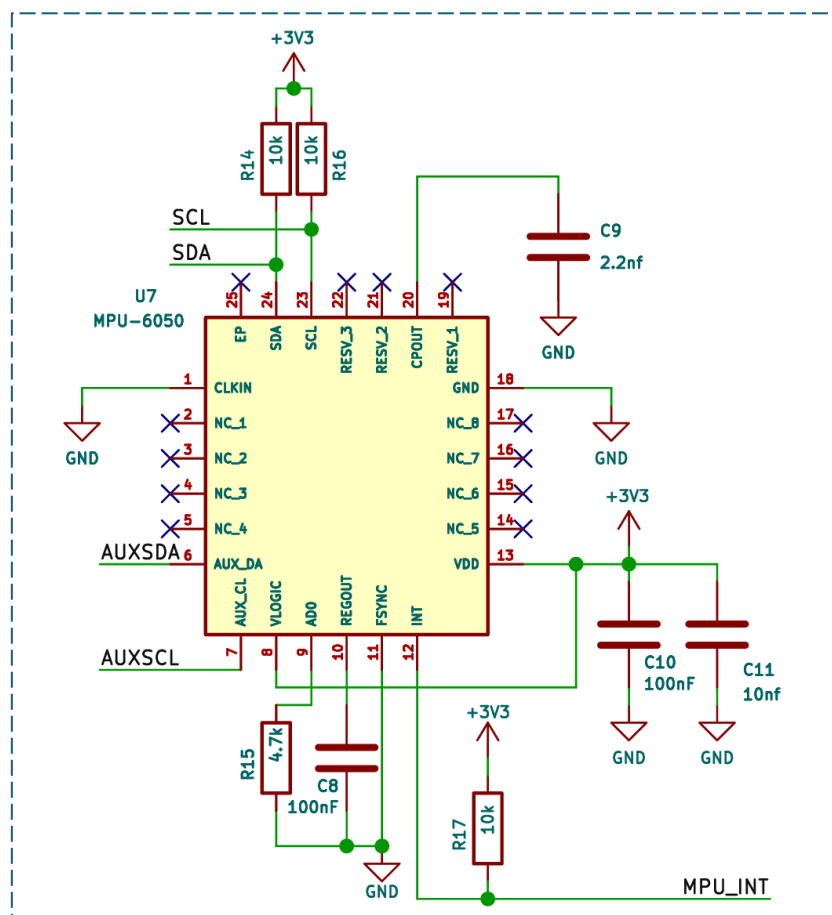 +3V3
R14
10k
10k
R16
SCL
SDA
C9
2.2nf
GND
U7
MPU-6050
25
24
23
22
21
20
19
EP
SDA
SCL
RESV_3
RESV_2
CPOUT
RESV_1
1
CLKIN
GND
18
GND
GND
2
NC_1
NC_8
17
3
NC_2
NC_7
16
4
NC_3
NC_6
15
5
NC_4
NC_5
14
+3V3
AUXSDA
6
AUX_DA
VDD
13
AUX_CL
VLOGIC
AD0
REGOUT
FSYNC
INT
7
8
9
10
11
12
AUXSCL
C10
100nF
C11
10nf
GND
GND
+3V3
R15
4.7k
C8
100nF
R17
10k
GND
MPU_INT